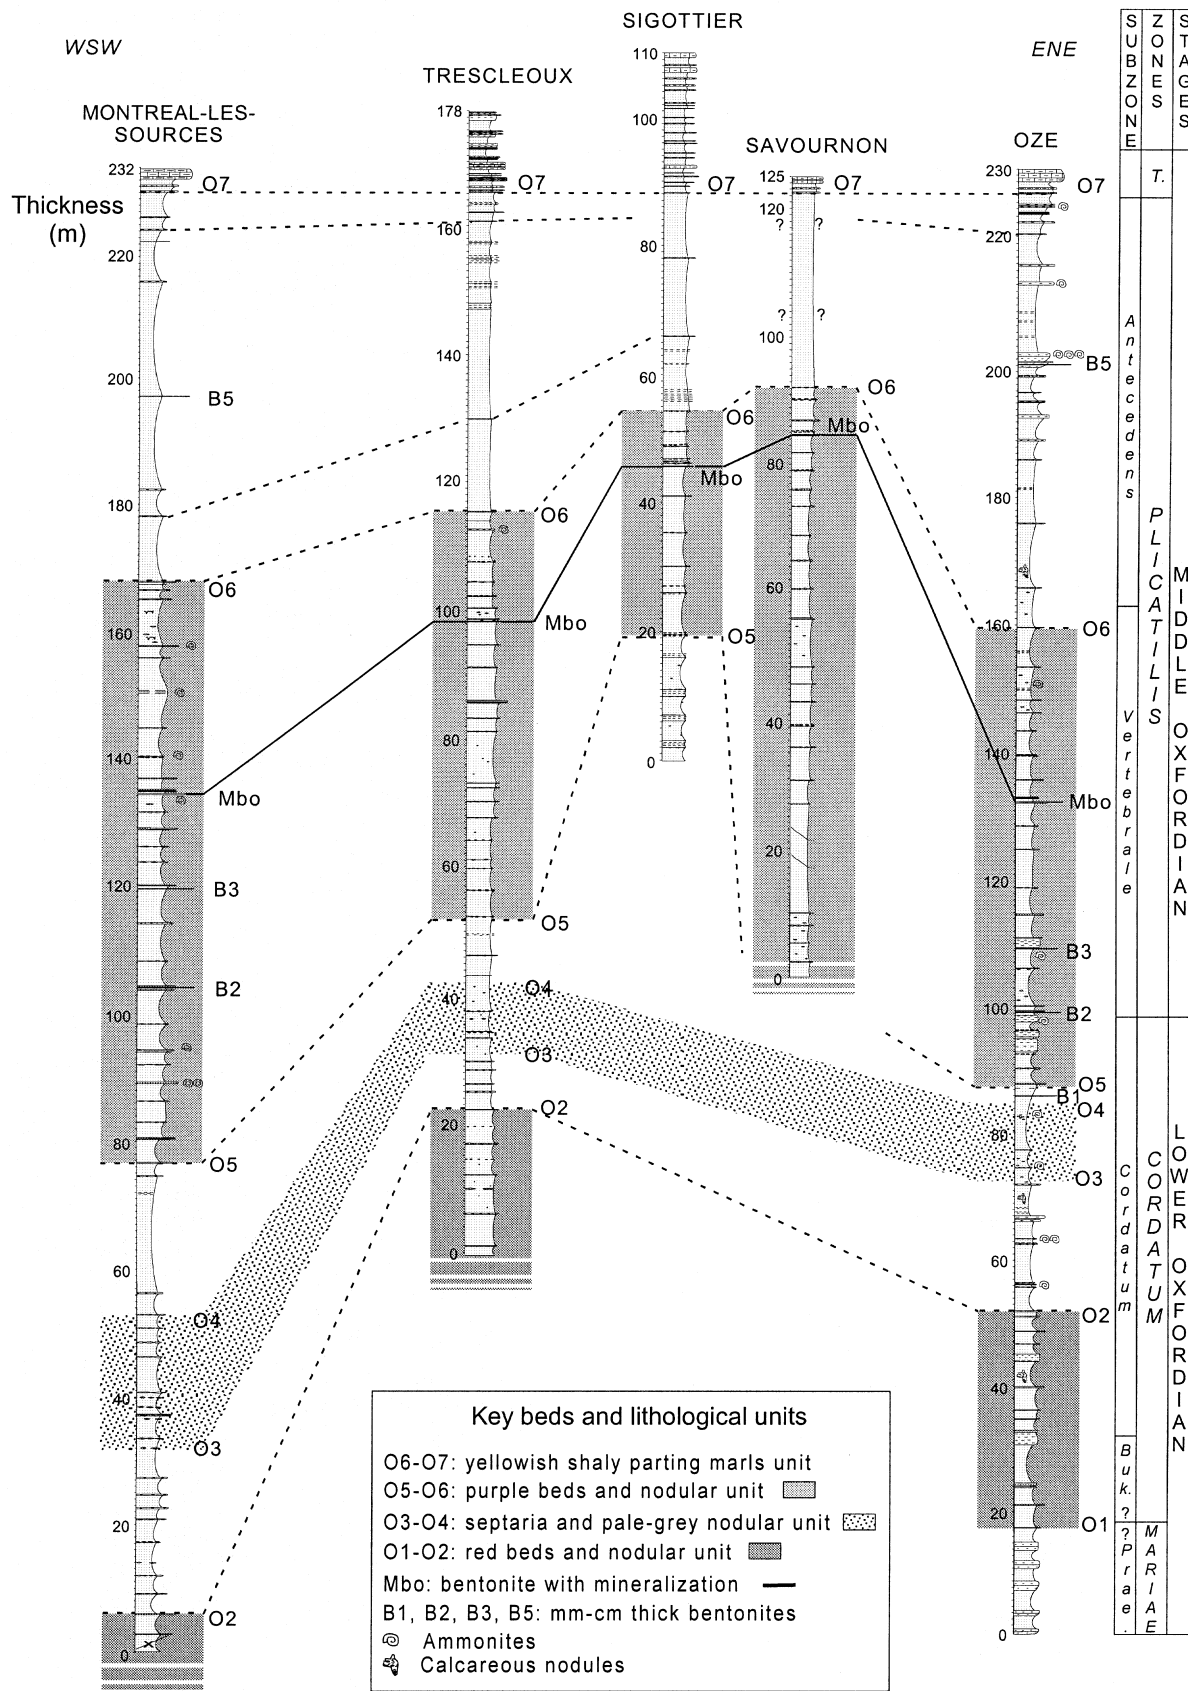 WSW
ENE
MONTREAL-LES-
SOURCES
TRESCLEOUX
SIGOTTIER
SAVOURNON
OZE
SUBZONE
ZONES
STAGES
Thickness
(m)
232
220
200
180
160
140
120
100
80
60
40
20
0
O7
B5
O6
Mbo
B3
B2
O5
O4
O3
O2
178
160
140
120
100
80
60
40
20
0
O7
O6
Mbo
O5
O4
O3
O2
110
100
80
60
40
20
0
O7
O6
Mbo
O5
125
120
100
80
60
40
20
0
O7
? ?
? ?
O6
Mbo
230
220
200
180
160
140
120
100
80
60
40
20
0
O7
B5
O6
Mbo
B3
B2
O5
B1
O4
O3
O2
O1
Antecedens
Vertebrale
Cordatum
Buk.
?
?
Prae.
T.
PLICATILIS
CORDATUM
MARIAE
MIDDLE OXFORDIAN
LOWER OXFORDIAN
Key beds and lithological units
O6-O7: yellowish shaly parting marls unit
O5-O6: purple beds and nodular unit
O3-O4: septaria and pale-grey nodular unit
O1-O2: red beds and nodular unit
Mbo: bentonite with mineralization
B1, B2, B3, B5: mm-cm thick bentonites
Ammonites
Calcareous nodules